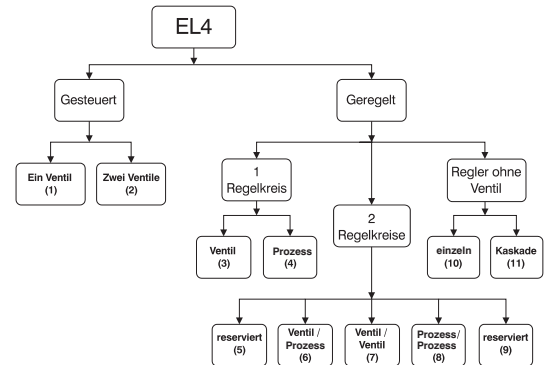 EL4
Gesteuert
Geregelt
Ein Ventil
(1)
Zwei Ventile
(2)
1
Regelkreis
2
Regelkreise
Regler ohne
Ventil
Ventil
(3)
Prozess
(4)
einzeln
(10)
Kaskade
(11)
reserviert
(5)
Ventil /
Prozess
(6)
Ventil /
Ventil
(7)
Prozess/
Prozess
(8)
reserviert
(9)